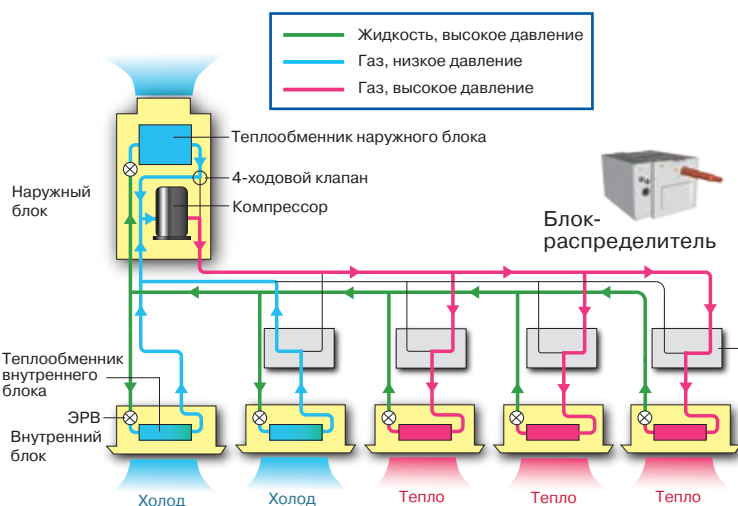 Жидкость, высокое давление
Газ, низкое давление
Газ, высокое давление
Теплообменник наружного блока
4-ходовой клапан
Компрессор
Наружный
блок
Блок-
распределитель
Теплообменник
внутреннего
блока
ЭРВ
Внутренний
блок
Холод
Холод
Тепло
Тепло
Тепло